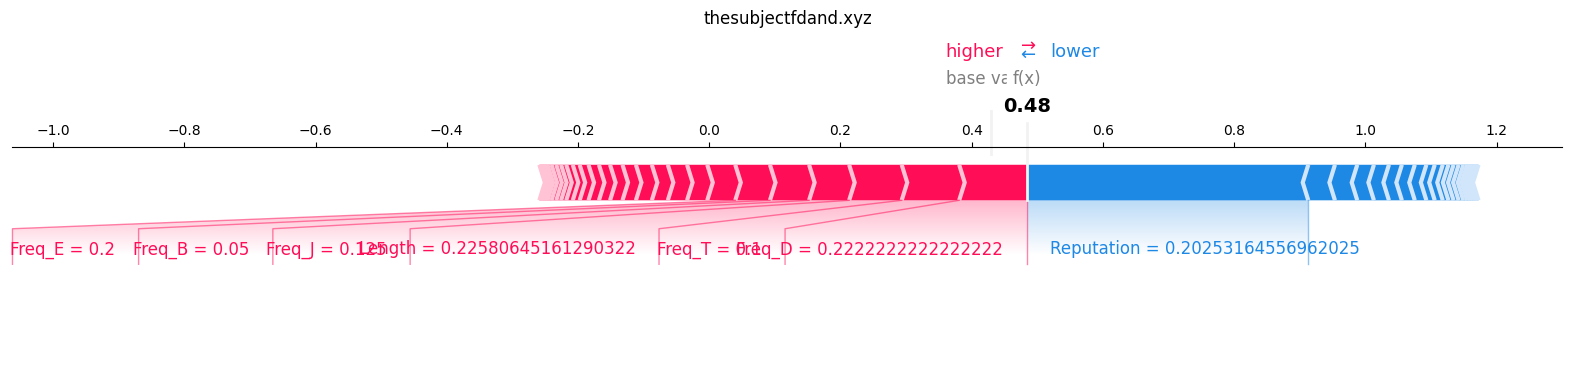 thesubjectfdand.xyz
higher → lower
←
base va f(x)
0.48
−1.0 −0.8 −0.6 −0.4 −0.2 0.0 0.2 0.4 0.6 0.8 1.0 1.2
Freq_E = 0.2 Freq_B = 0.05 Freq_J = 0.125 Length = 0.22580645161290322 Freq_T = 0.1 Freq_D = 0.2222222222222222 Reputation = 0.20253164556962025